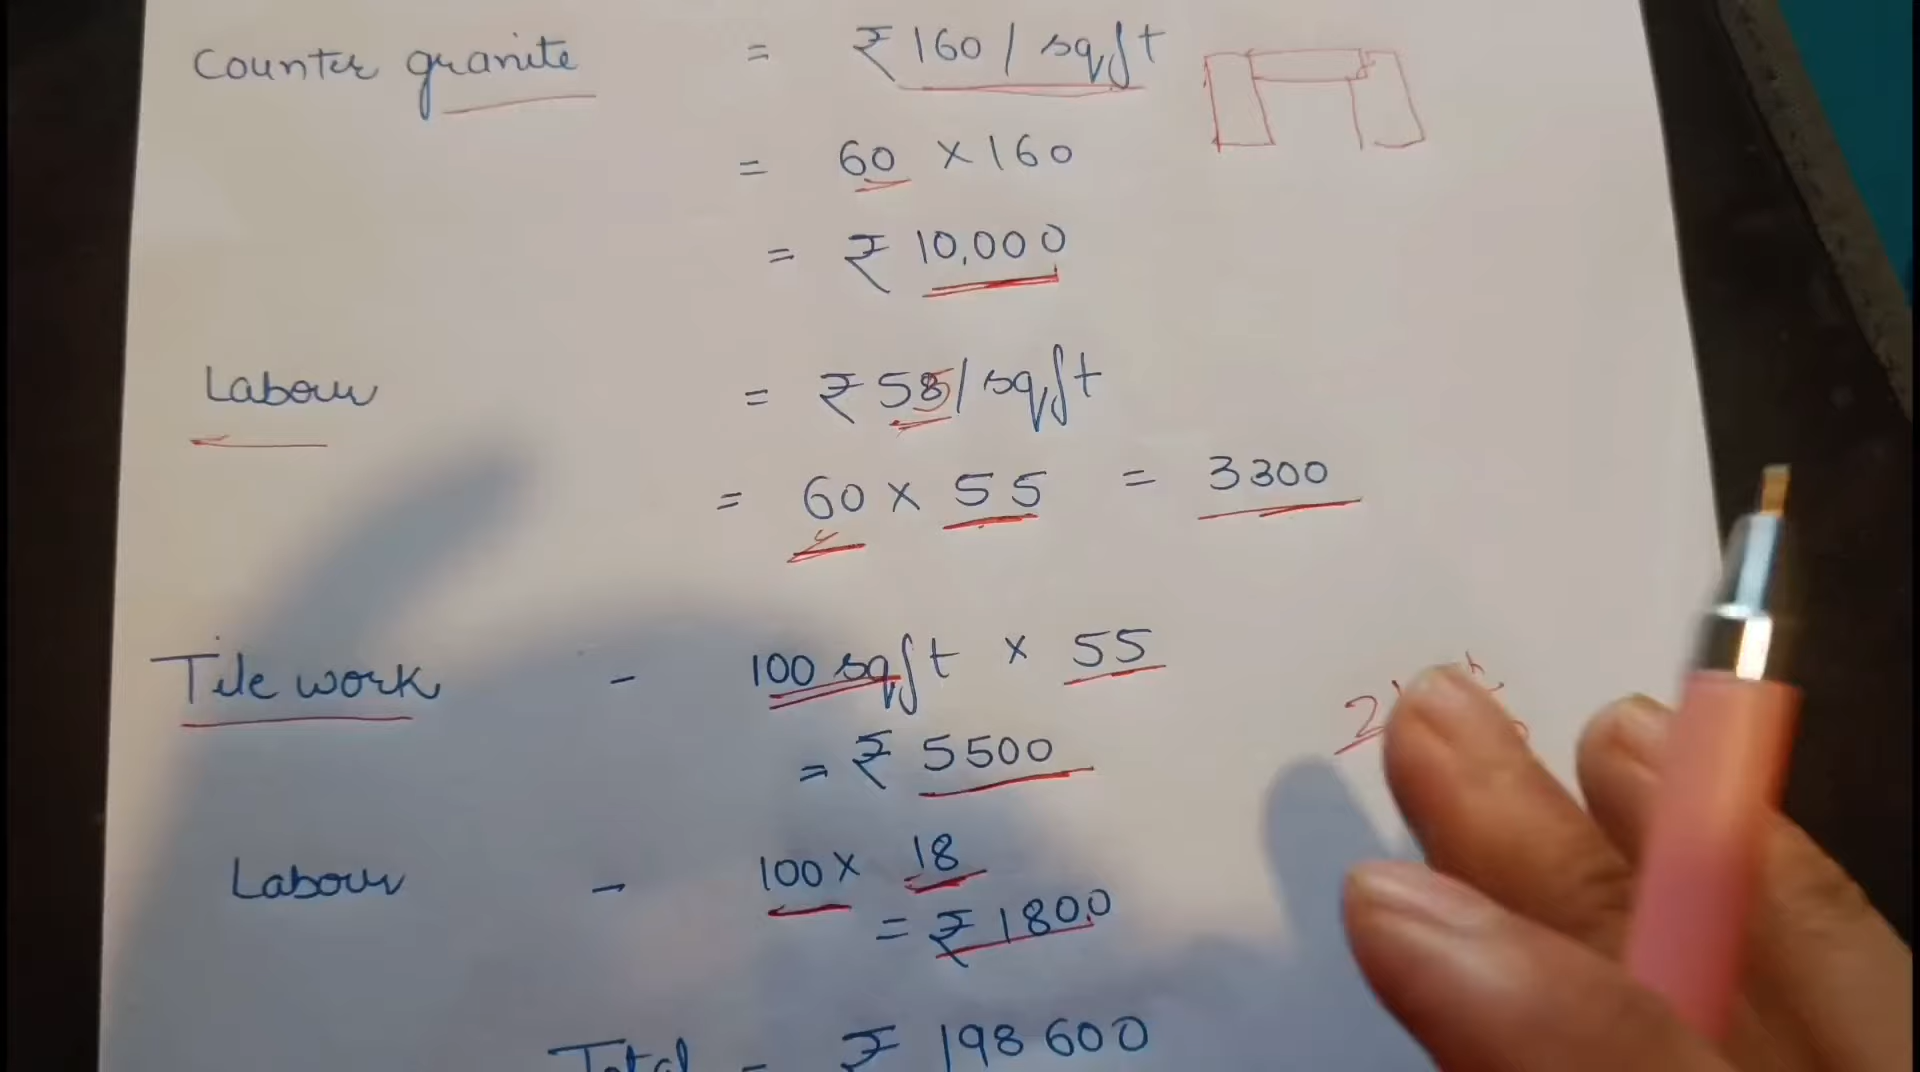 Counter granite = ₹ 160 / sqft
= 60 × 160
= ₹ 10,000
Labour = ₹ 55/sqft
= 60 × 55 = 3300
Tile work - 100 sqft × 55
= ₹ 5500
Labour - 100 × 18
= ₹ 1800
Total = ₹ 198600